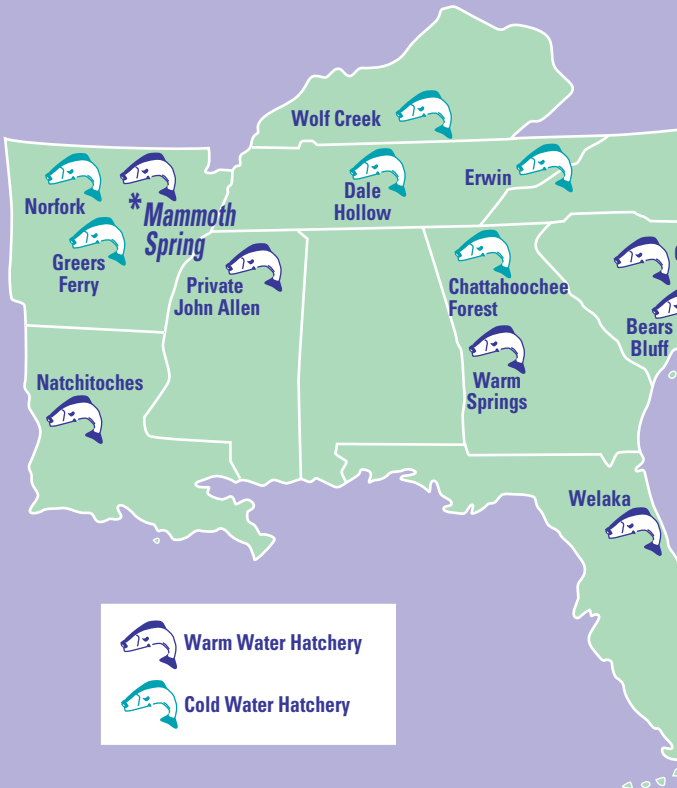 Wolf Creek
Norfork
* Mammoth
Spring
Dale
Hollow
Erwin
Greers
Ferry
Private
John Allen
Chattahoochee
Forest
Bears
Bluff
Natchitoches
Warm
Springs
Welaka
Warm Water Hatchery
Cold Water Hatchery